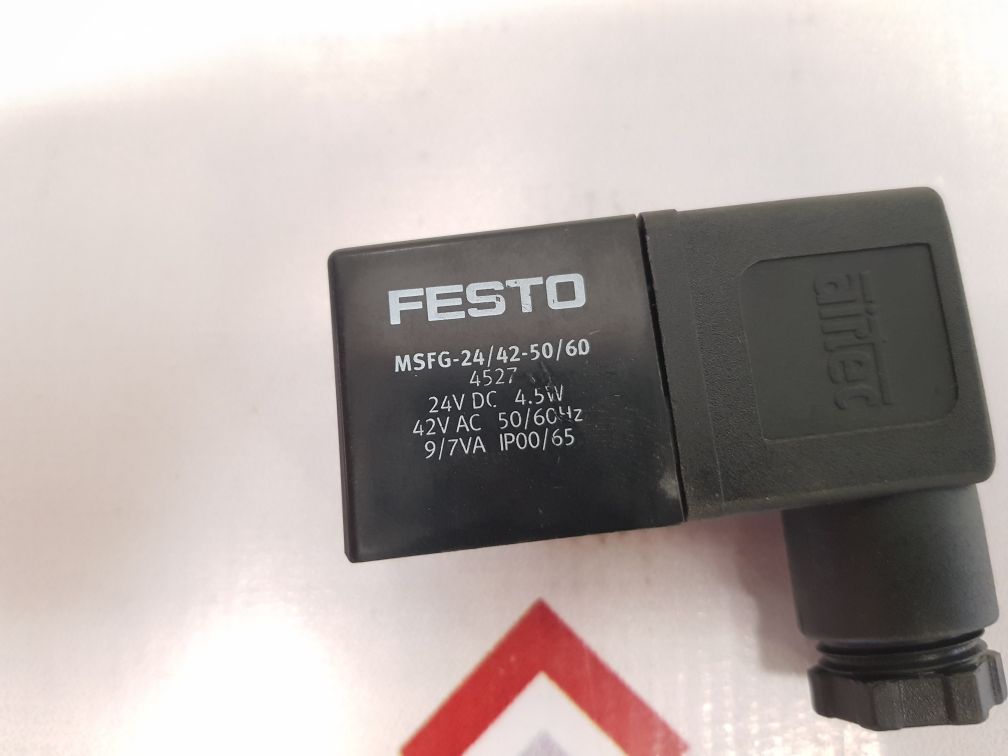 FESTO
MSFG-24/42-50/60
4527
24V DC 4.5W
42V AC 50/60Hz
9/7VA IP00/65
airtec